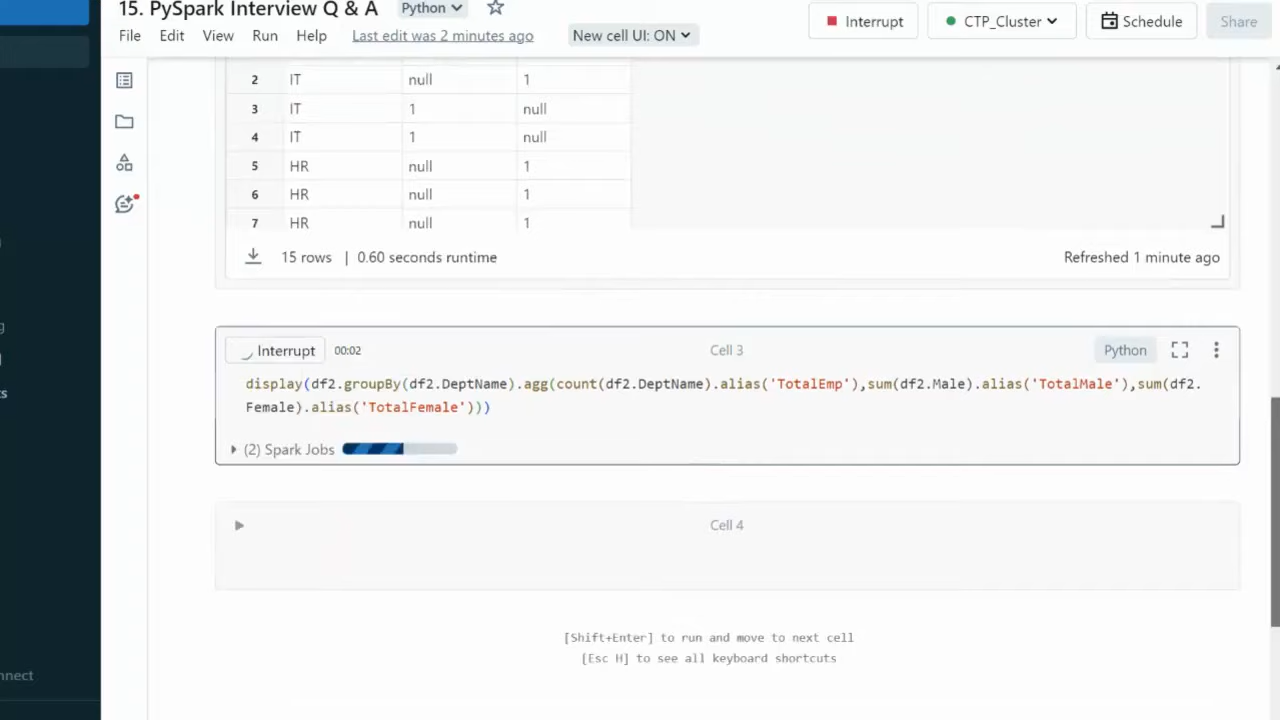 15. PySpark Interview Q & A
Python
Interrupt
CTP_Cluster
Schedule
Share
File Edit View Run Help Last edit was 2 minutes ago New cell UI: ON
2 IT null 1
3 IT 1 null
4 IT 1 null
5 HR null 1
6 HR null 1
7 HR null 1
15 rows | 0.60 seconds runtime Refreshed 1 minute ago
Interrupt 00:02 Cell 3 Python
display(df2.groupBy(df2.DeptName).agg(count(df2.DeptName).alias('TotalEmp'),sum(df2.Male).alias('TotalMale'),sum(df2.
Female).alias('TotalFemale')))
(2) Spark Jobs
Cell 4
[Shift+Enter] to run and move to next cell
[Esc H] to see all keyboard shortcuts
nnect